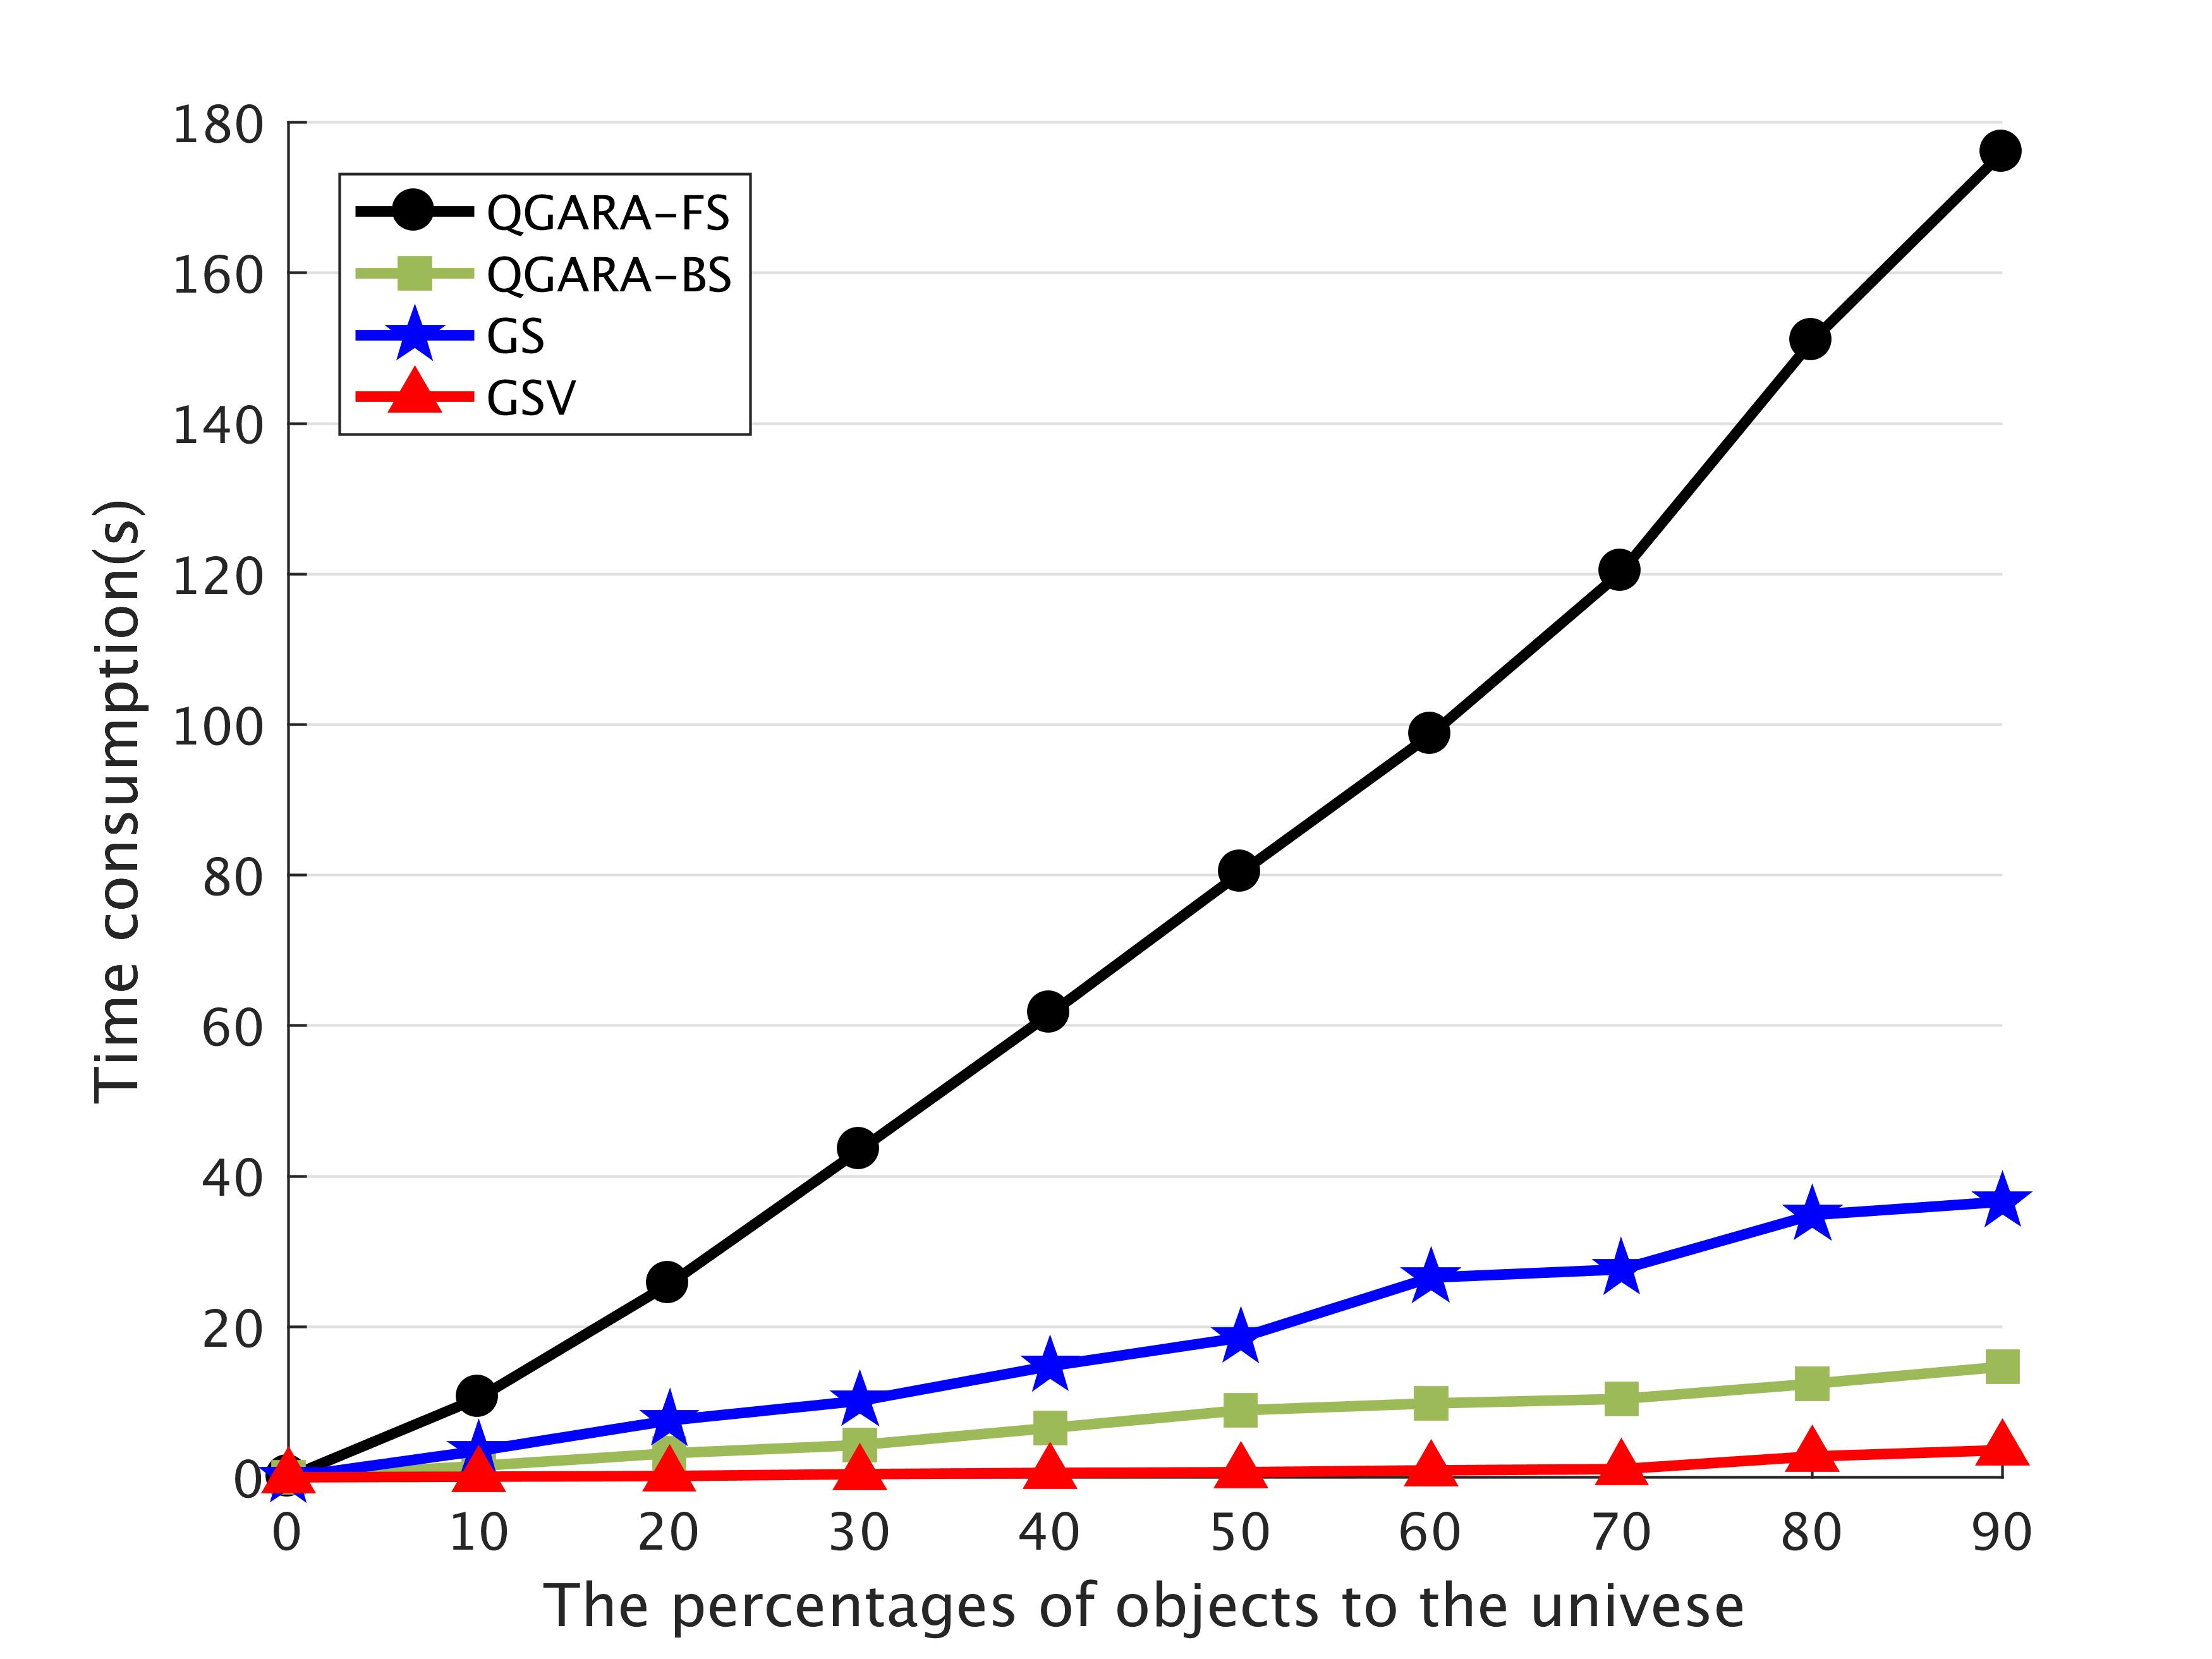 180
160
140
120
100
80
60
40
20
0
Time consumption(s)
QGARA-FS
QGARA-BS
GS
GSV
0 10 20 30 40 50 60 70 80 90
The percentages of objects to the univese